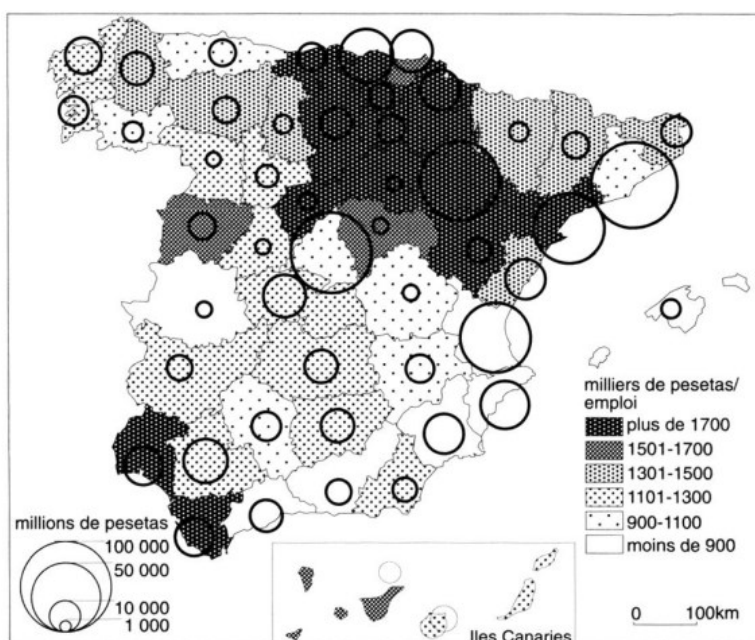 milliers de pesetas/
emploi
plus de 1700
1501-1700
1301-1500
1101-1300
900-1100
moins de 900
millions de pesetas
100 000
50 000
10 000
1 000
Iles Canaries
0 100km